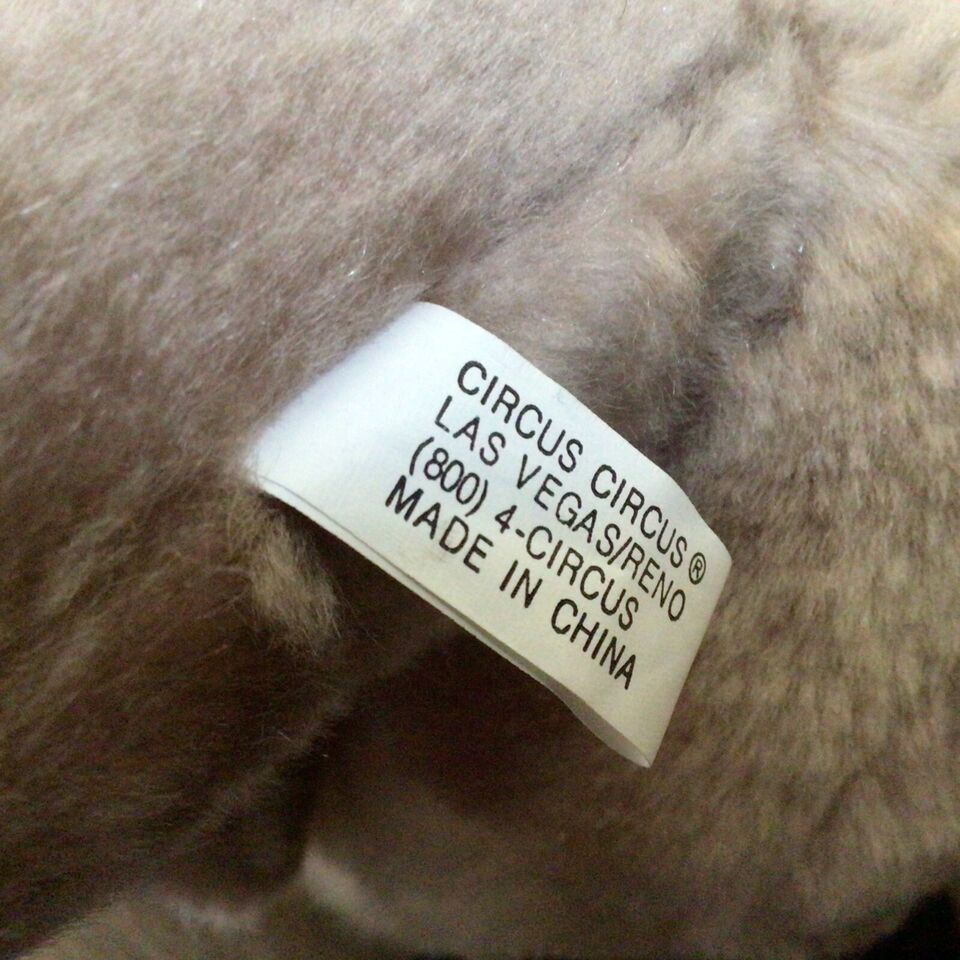 CIRCUS CIRCUS®
LAS VEGAS/RENO
(800) 4-CIRCUS
MADE IN CHINA